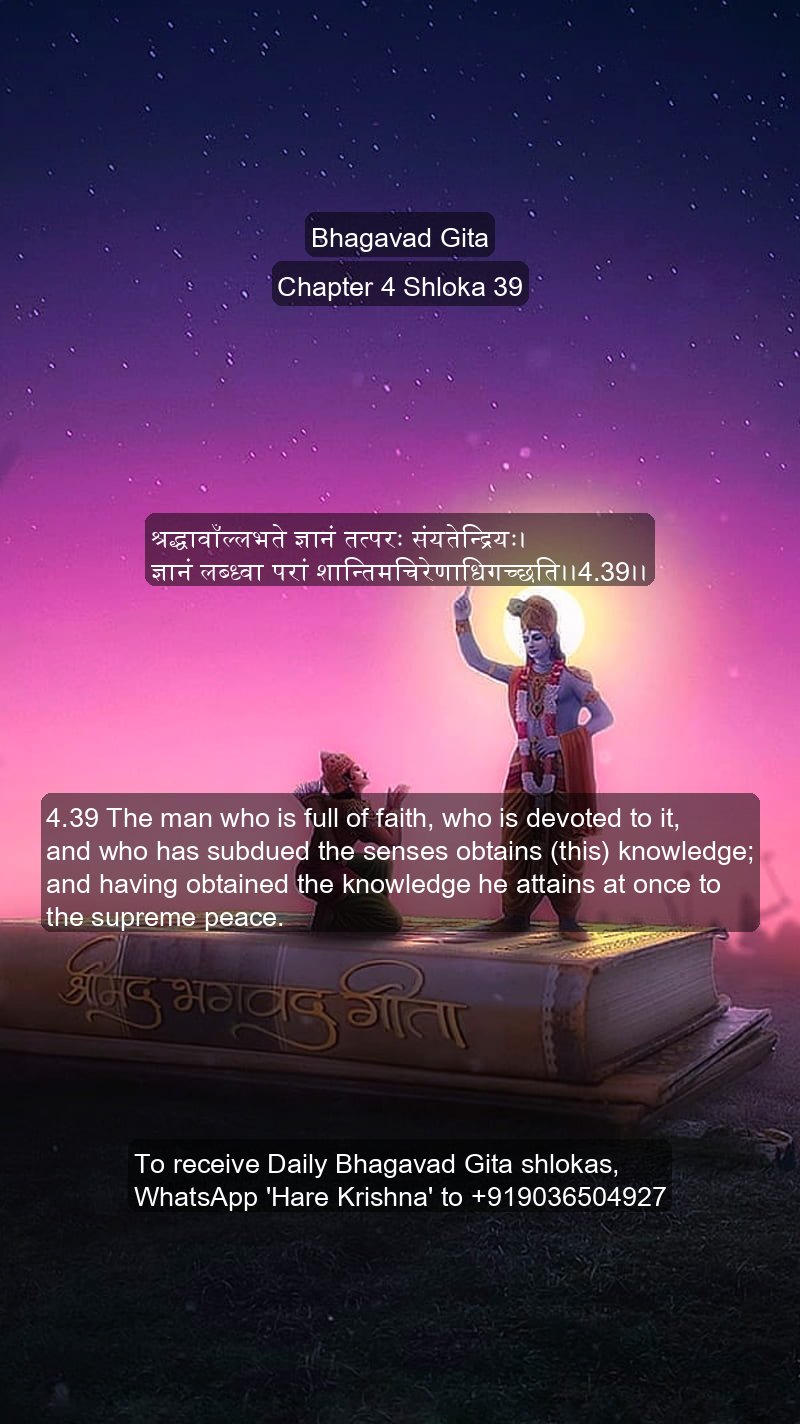 Bhagavad Gita
Chapter 4 Shloka 39
श्रद्धावाँल्लभते ज्ञानं तत्परः संयतेन्द्रियः।
ज्ञानं लब्ध्वा परां शान्तिमचिरेणाधिगच्छति।।4.39।।
4.39 The man who is full of faith, who is devoted to it,
and who has subdued the senses obtains (this) knowledge;
and having obtained the knowledge he attains at once to
the supreme peace.
श्रीमद भगवद गीता
To receive Daily Bhagavad Gita shlokas,
WhatsApp 'Hare Krishna' to +919036504927